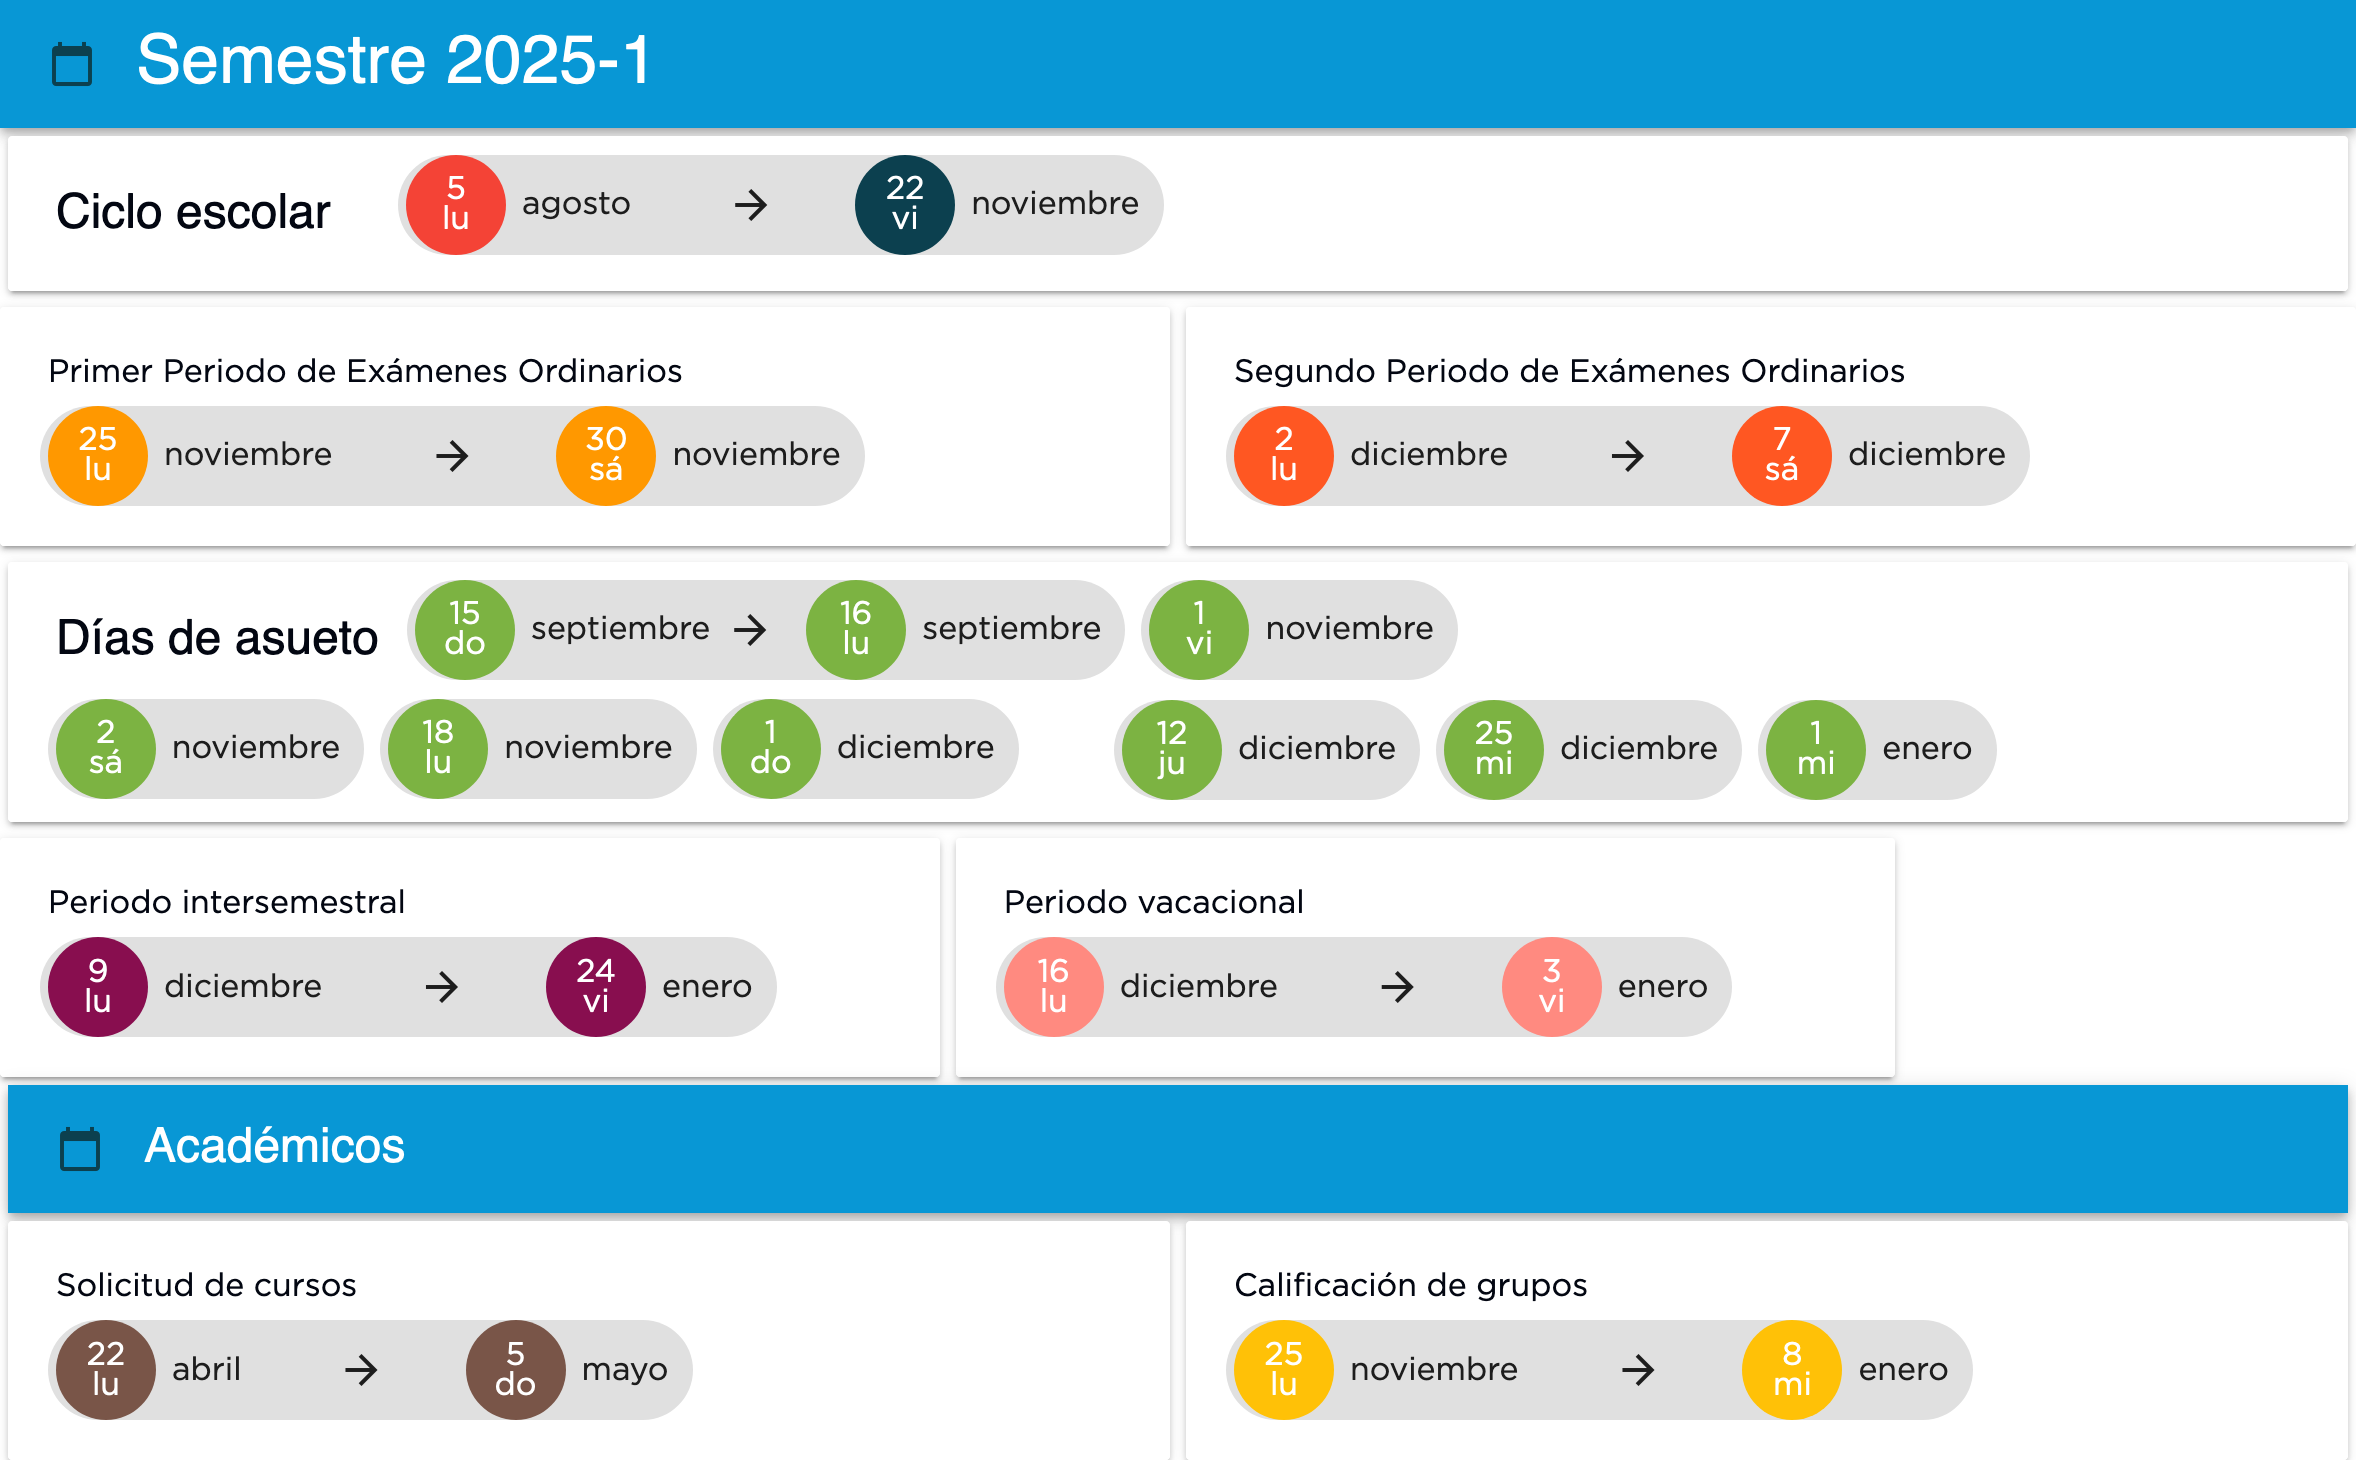 Semestre 2025-1
Ciclo escolar
5 lu agosto → 22 vi noviembre
Primer Periodo de Exámenes Ordinarios
25 lu noviembre → 30 sá noviembre
Segundo Periodo de Exámenes Ordinarios
2 lu diciembre → 7 sá diciembre
Días de asueto
15 do septiembre → 16 lu septiembre
1 vi noviembre
2 sá noviembre
18 lu noviembre
1 do diciembre
12 ju diciembre
25 mi diciembre
1 mi enero
Periodo intersemestral
9 lu diciembre → 24 vi enero
Periodo vacacional
16 lu diciembre → 3 vi enero
Académicos
Solicitud de cursos
22 lu abril → 5 do mayo
Calificación de grupos
25 lu noviembre → 8 mi enero